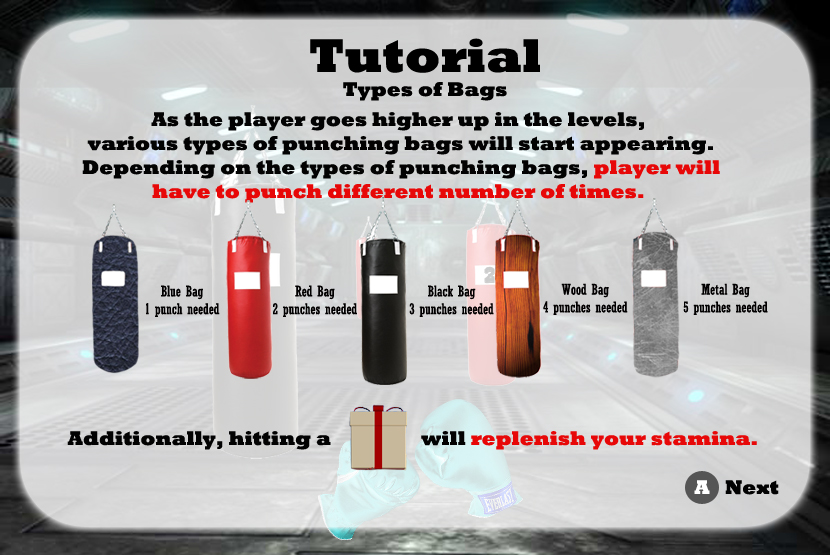 Tutorial
Types of Bags
As the player goes higher up in the levels,
various types of punching bags will start appearing.
Depending on the types of punching bags, player will
have to punch different number of times.
2
Blue Bag
1 punch needed
Red Bag
2 punches needed
Black Bag
3 punches needed
Wood Bag
4 punches needed
Metal Bag
5 punches needed
Additionally, hitting a will replenish your stamina.
EVERLAST
A Next